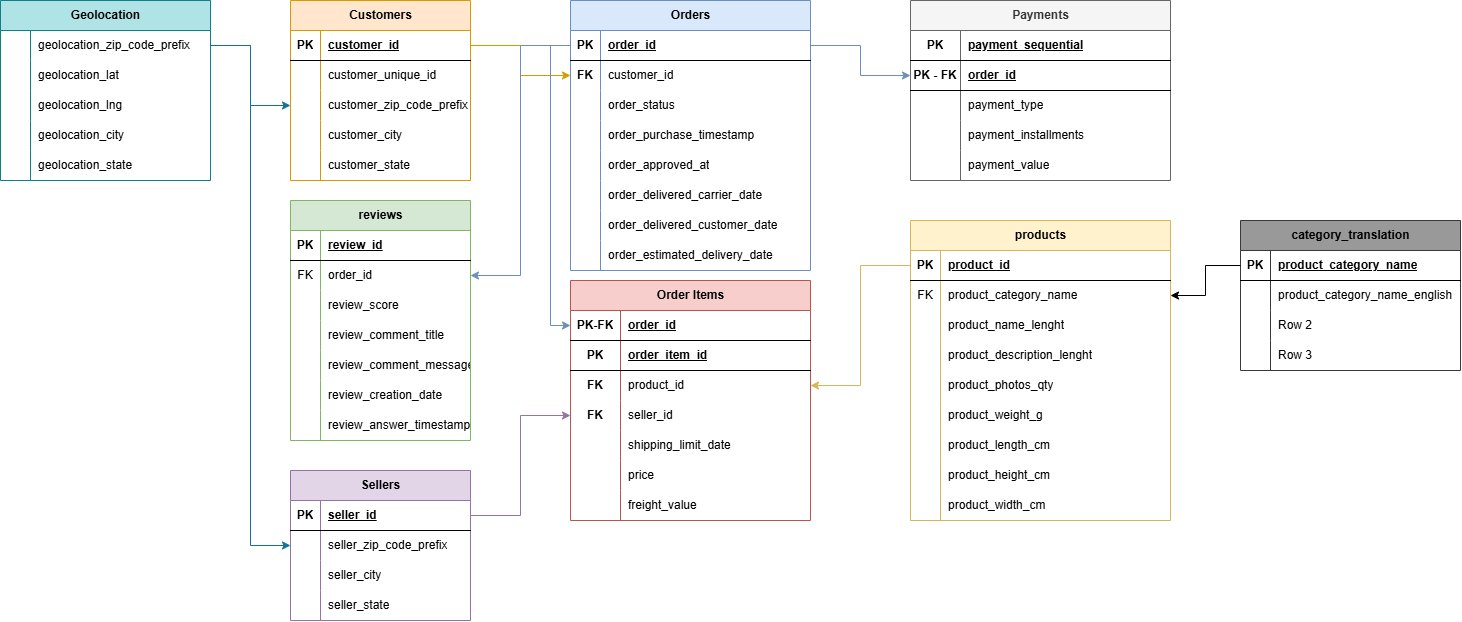 Geolocation
geolocation_zip_code_prefix
geolocation_lat
geolocation_lng
geolocation_city
geolocation_state
Customers
PK customer_id
customer_unique_id
customer_zip_code_prefix
customer_city
customer_state
Orders
PK order_id
FK customer_id
order_status
order_purchase_timestamp
order_approved_at
order_delivered_carrier_date
order_delivered_customer_date
order_estimated_delivery_date
Payments
PK payment_sequential
PK - FK order_id
payment_type
payment_installments
payment_value
reviews
PK review_id
FK order_id
review_score
review_comment_title
review_comment_message
review_creation_date
review_answer_timestamp
Order Items
PK-FK order_id
PK order_item_id
FK product_id
FK seller_id
shipping_limit_date
price
freight_value
products
PK product_id
FK product_category_name
product_name_lenght
product_description_lenght
product_photos_qty
product_weight_g
product_length_cm
product_height_cm
product_width_cm
category_translation
PK product_category_name
product_category_name_english
Row 2
Row 3
Sellers
PK seller_id
seller_zip_code_prefix
seller_city
seller_state